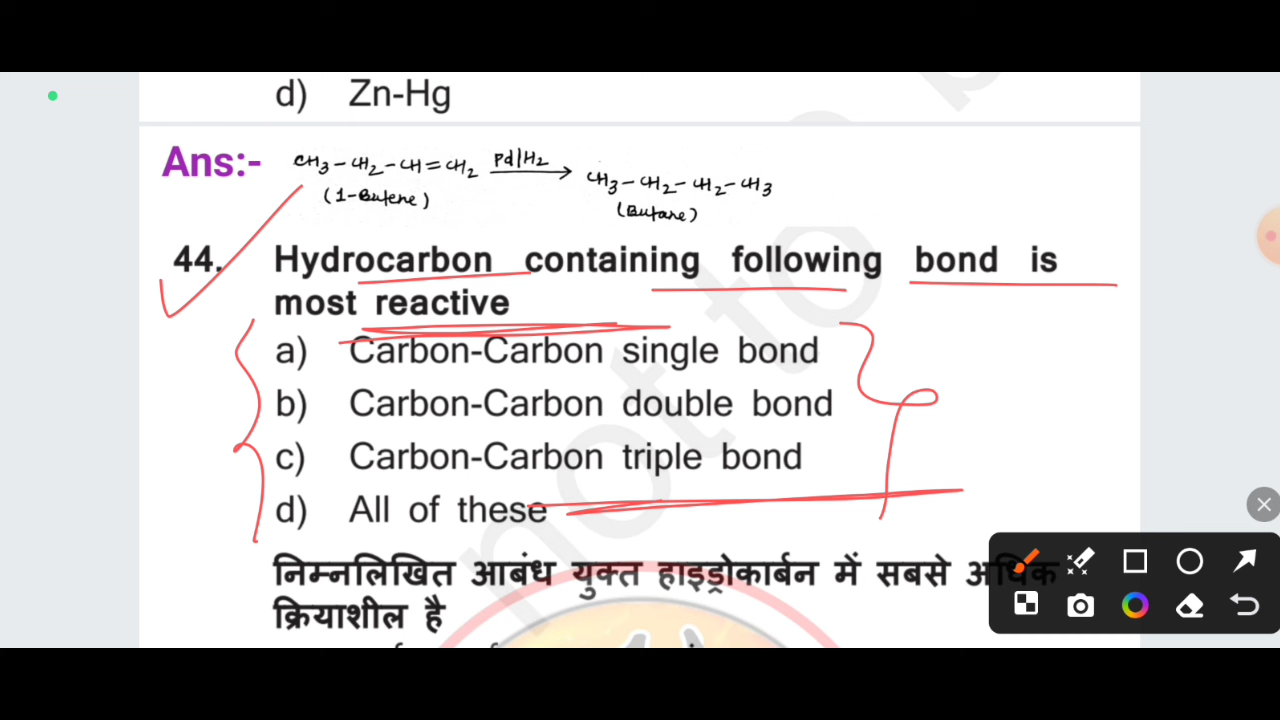 d) Zn-Hg
Ans:- CH3-CH2-CH=CH2 Pd|H2 CH3-CH2-CH2-CH3
(1-Butene) (Butane)
44. Hydrocarbon containing following bond is
most reactive
a) Carbon-Carbon single bond
b) Carbon-Carbon double bond
c) Carbon-Carbon triple bond
d) All of these
निम्नलिखित आबंध युक्त हाइड्रोकार्बन में सबसे अधिक
क्रियाशील है
not to b